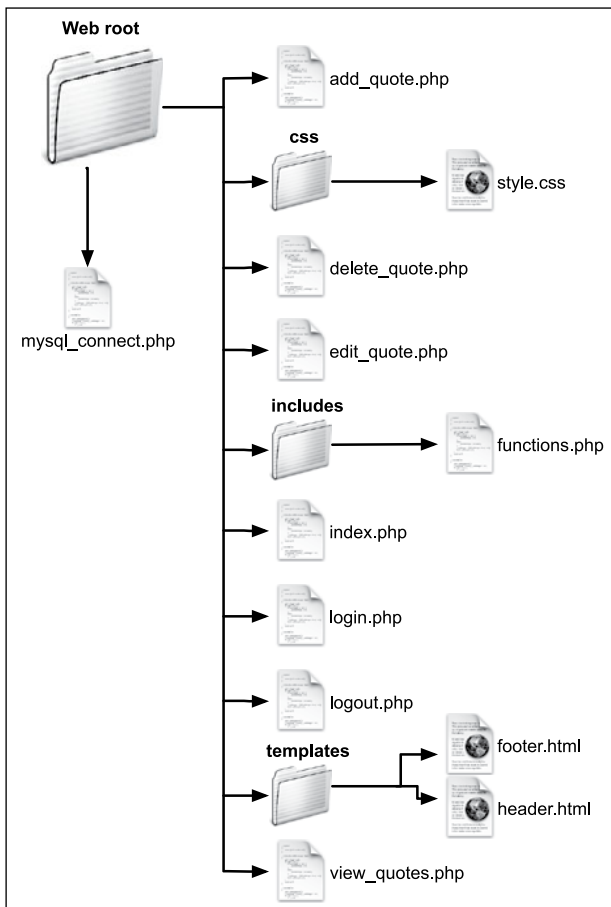 Web root
add_quote.php
css
style.css
mysql_connect.php
delete_quote.php
edit_quote.php
includes
functions.php
index.php
login.php
logout.php
templates
footer.html
header.html
view_quotes.php